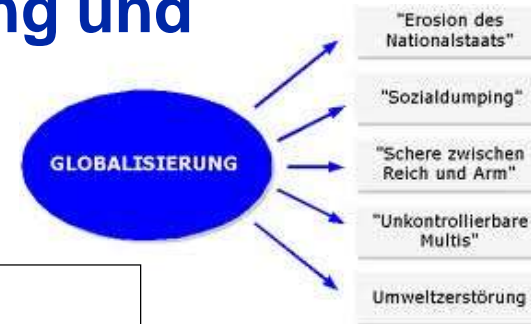 ng und
GLOBALISIERUNG
"Erosion des
Nationalstaats"
"Sozialdumping"
"Schere zwischen
Reich und Arm"
"Unkontrollierbare
Multis"
Umweltzerstörung